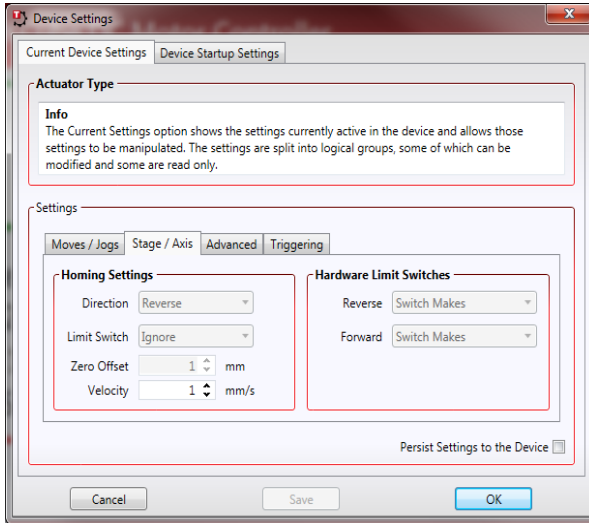 Device Settings
Current Device Settings Device Startup Settings
Actuator Type
Info
The Current Settings option shows the settings currently active in the device and allows those
settings to be manipulated. The settings are split into logical groups, some of which can be
modified and some are read only.
Settings
Moves / Jogs Stage / Axis Advanced Triggering
Homing Settings
Direction Reverse
Limit Switch Ignore
Zero Offset 1 mm
Velocity 1 mm/s
Hardware Limit Switches
Reverse Switch Makes
Forward Switch Makes
Persist Settings to the Device
Cancel Save OK